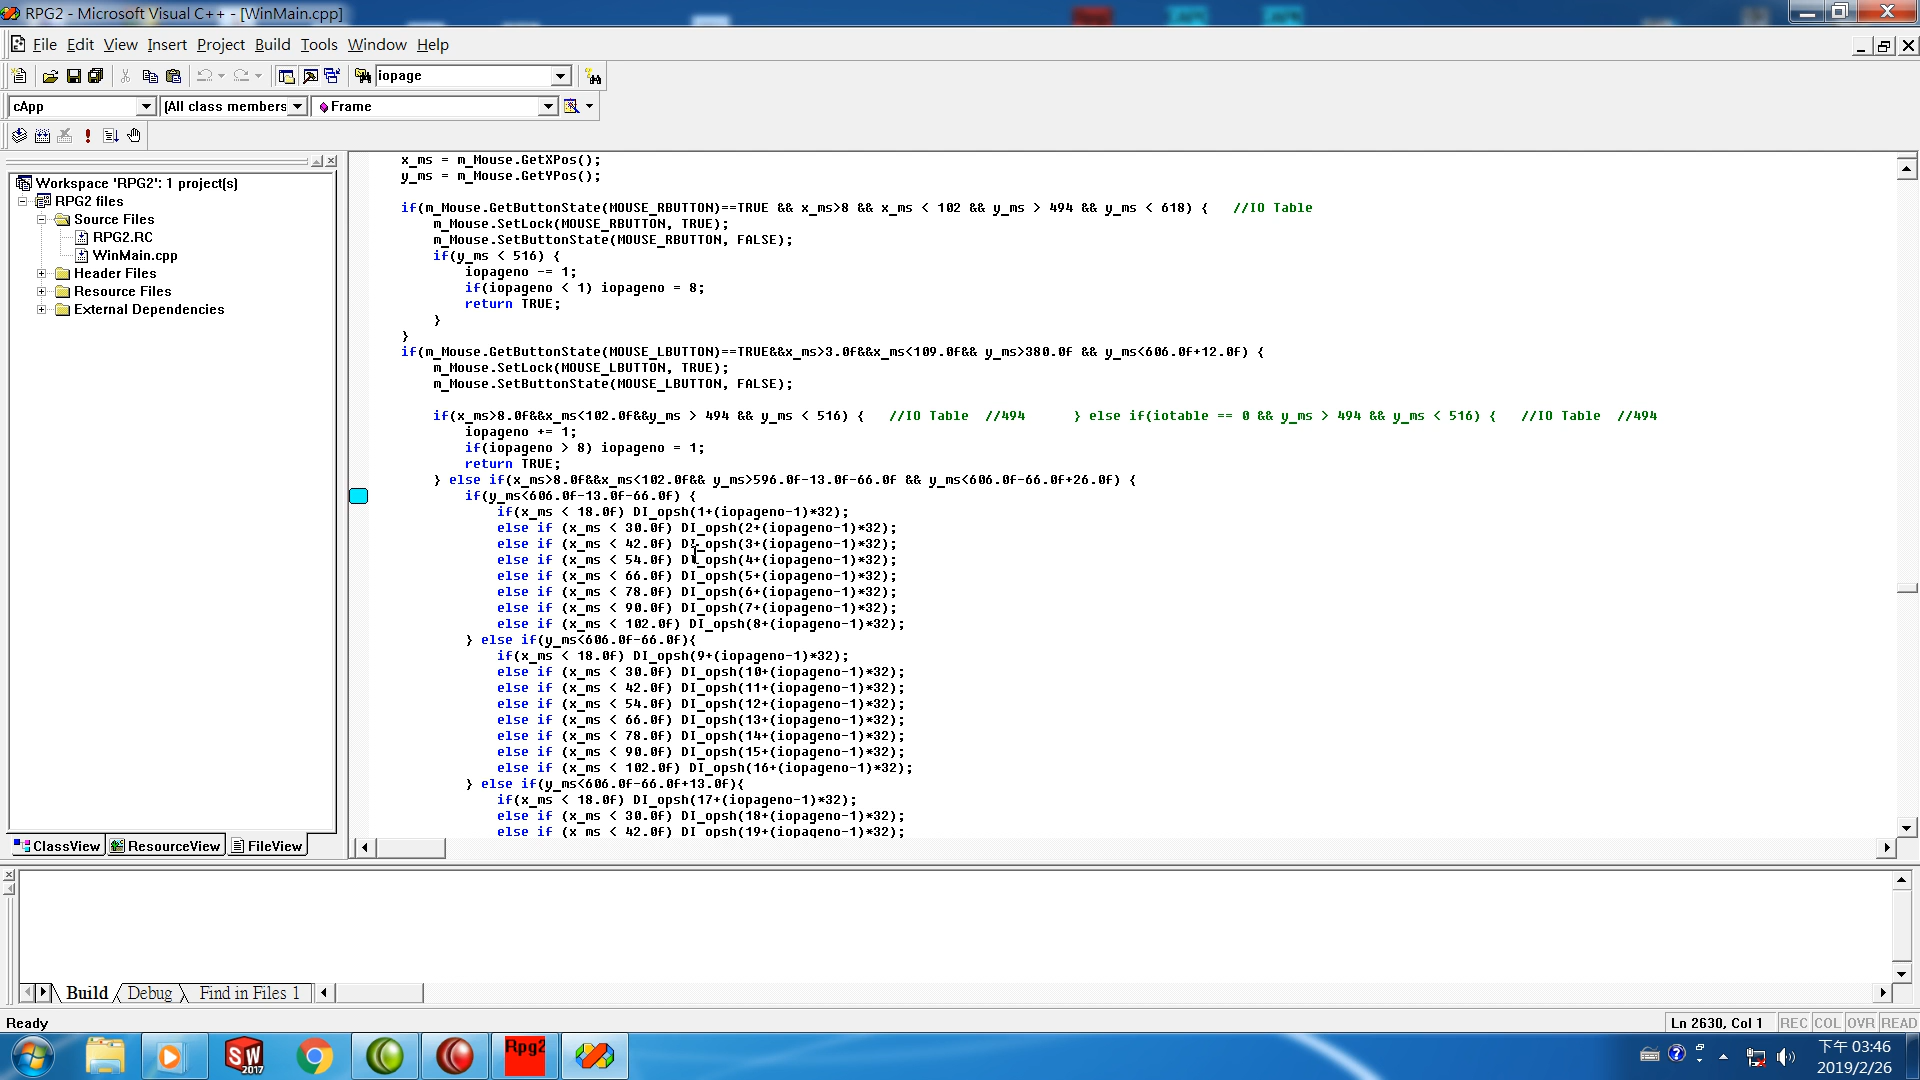 RPG2 - Microsoft Visual C++ - [WinMain.cpp]
File Edit View Insert Project Build Tools Window Help
iopage
cApp [All class members Frame
Workspace 'RPG2': 1 project(s)
RPG2 files
Source Files
RPG2.RC
WinMain.cpp
Header Files
Resource Files
External Dependencies
ClassView ResourceView FileView
x_ms = m_Mouse.GetXPos();
y_ms = m_Mouse.GetYPos();
if(m_Mouse.GetButtonState(MOUSE_RBUTTON)==TRUE && x_ms>8 && x_ms < 102 && y_ms > 494 && y_ms < 618) { //IO Table
m_Mouse.SetLock(MOUSE_RBUTTON, TRUE);
m_Mouse.SetButtonState(MOUSE_RBUTTON, FALSE);
if(y_ms < 516) {
iopageno -= 1;
if(iopageno < 1) iopageno = 8;
return TRUE;
}
}
if(m_Mouse.GetButtonState(MOUSE_LBUTTON)==TRUE&&x_ms>3.0f&&x_ms<109.0f&& y_ms>380.0f && y_ms<606.0f+12.0f) {
m_Mouse.SetLock(MOUSE_LBUTTON, TRUE);
m_Mouse.SetButtonState(MOUSE_LBUTTON, FALSE);
if(x_ms>8.0f&&x_ms<102.0f&&y_ms > 494 && y_ms < 516) { //IO Table //494 } else if(iotable == 0 && y_ms > 494 && y_ms < 516) { //IO Table //494
iopageno += 1;
if(iopageno > 8) iopageno = 1;
return TRUE;
} else if(x_ms>8.0f&&x_ms<102.0f&& y_ms>596.0f-13.0f-66.0f && y_ms<606.0f-66.0f+26.0f) {
if(y_ms<606.0f-13.0f-66.0f) {
if(x_ms < 18.0f) DI_opsh(1+(iopageno-1)*32);
else if (x_ms < 30.0f) DI_opsh(2+(iopageno-1)*32);
else if (x_ms < 42.0f) DI_opsh(3+(iopageno-1)*32);
else if (x_ms < 54.0f) DI_opsh(4+(iopageno-1)*32);
else if (x_ms < 66.0f) DI_opsh(5+(iopageno-1)*32);
else if (x_ms < 78.0f) DI_opsh(6+(iopageno-1)*32);
else if (x_ms < 90.0f) DI_opsh(7+(iopageno-1)*32);
else if (x_ms < 102.0f) DI_opsh(8+(iopageno-1)*32);
} else if(y_ms<606.0f-66.0f){
if(x_ms < 18.0f) DI_opsh(9+(iopageno-1)*32);
else if (x_ms < 30.0f) DI_opsh(10+(iopageno-1)*32);
else if (x_ms < 42.0f) DI_opsh(11+(iopageno-1)*32);
else if (x_ms < 54.0f) DI_opsh(12+(iopageno-1)*32);
else if (x_ms < 66.0f) DI_opsh(13+(iopageno-1)*32);
else if (x_ms < 78.0f) DI_opsh(14+(iopageno-1)*32);
else if (x_ms < 90.0f) DI_opsh(15+(iopageno-1)*32);
else if (x_ms < 102.0f) DI_opsh(16+(iopageno-1)*32);
} else if(y_ms<606.0f-66.0f+13.0f){
if(x_ms < 18.0f) DI_opsh(17+(iopageno-1)*32);
else if (x_ms < 30.0f) DI_opsh(18+(iopageno-1)*32);
else if (x_ms < 42.0f) DI_opsh(19+(iopageno-1)*32);
Build Debug Find in Files 1
Ready
Ln 2630, Col 1 REC COL OVR READ
SW 2017
Rpg2
下午 03:46
2019/2/26